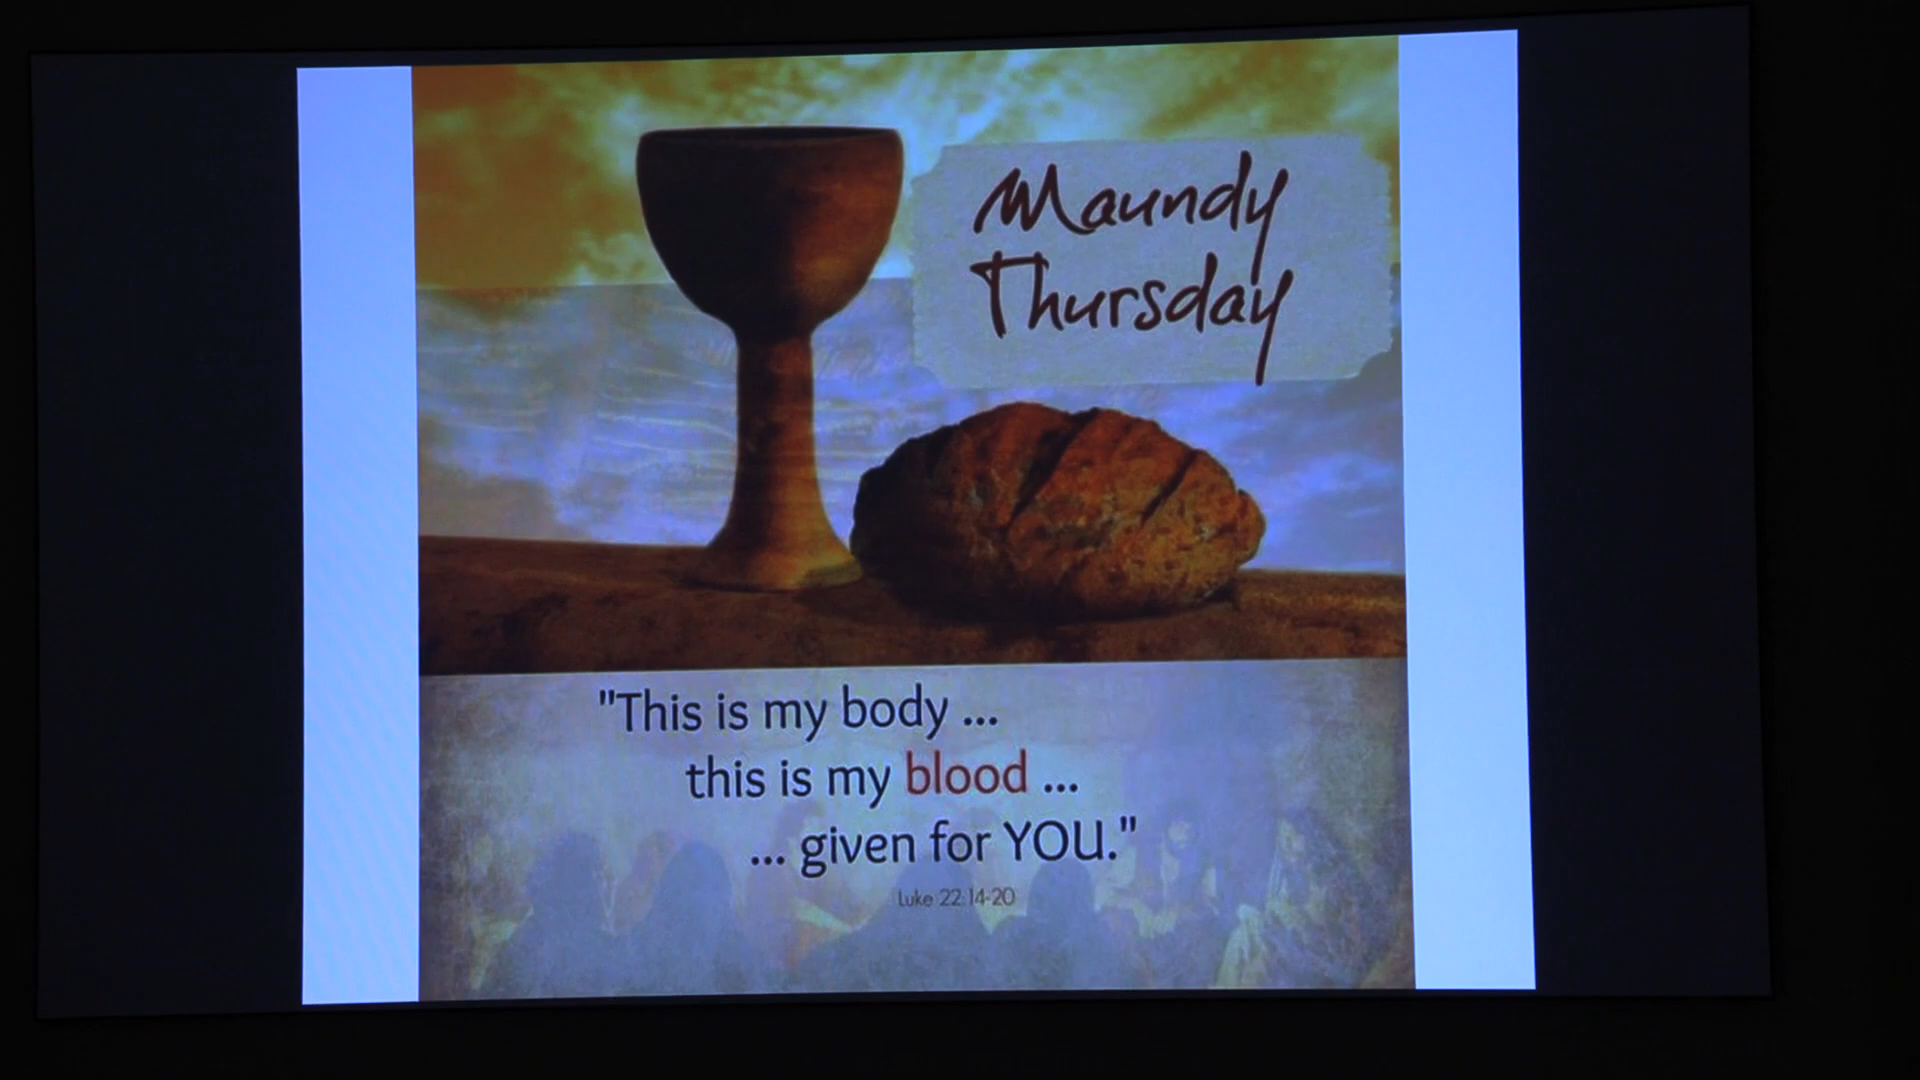 Maundy
Thursday
"This is my body ...
this is my blood ...
... given for YOU."
Luke 22:14-20